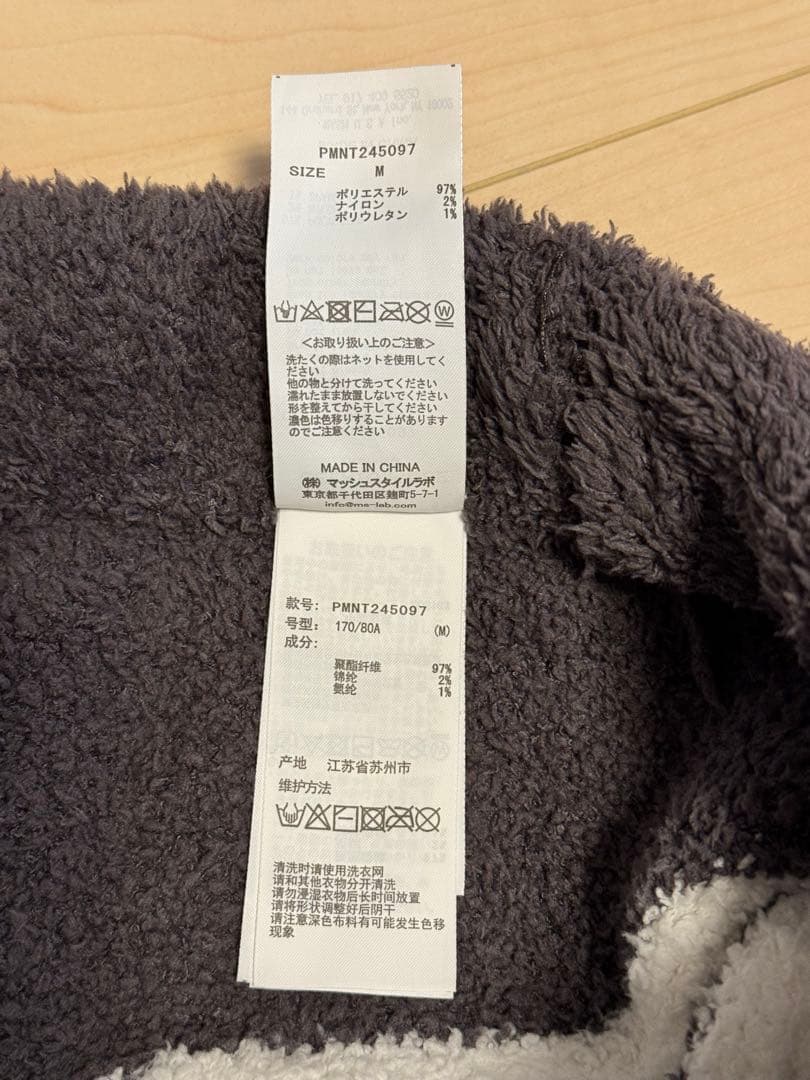 PMNT245097
SIZE M
ポリエステル 97%
ナイロン 2%
ポリウレタン 1%
W
<お取り扱い上のご注意>
洗たくの際はネットを使用してく
ださい
他の物と分けて洗ってください
濡れたまま放置しないでください
形を整えてから干してください
濃色は色移りすることがあります
のでご注意ください
MADE IN CHINA
㈱ マッシュスタイルラボ
東京都千代田区麹町5-7-1
info@ms-lab.com
款号: PMNT245097
号型: 170/80A (M)
成分:
聚酯纤维 97%
锦纶 2%
氨纶 1%
产地 江苏省苏州市
维护方法
清洗时请使用洗衣网
请和其他衣物分开清洗
请勿浸湿衣物后长时间放置
请将形状调整好后阴干
请注意深色布料有可能发生色移
现象